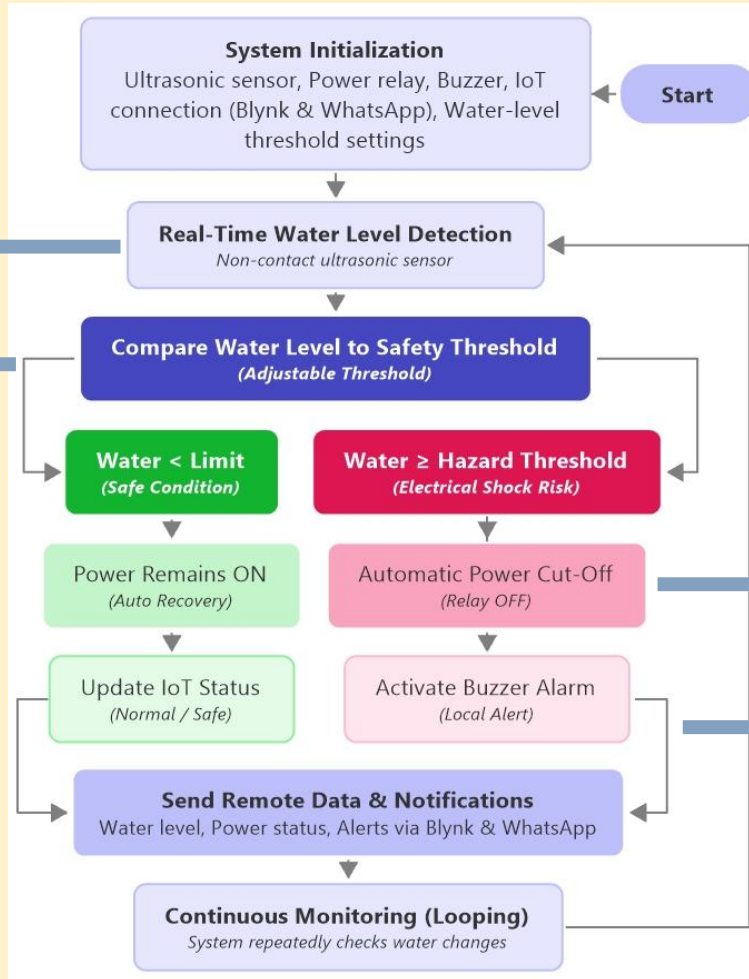 System Initialization
Ultrasonic sensor, Power relay, Buzzer, IoT
connection (Blynk & WhatsApp), Water-level
threshold settings
Start
Real-Time Water Level Detection
Non-contact ultrasonic sensor
Compare Water Level to Safety Threshold
(Adjustable Threshold)
Water < Limit
(Safe Condition)
Water ≥ Hazard Threshold
(Electrical Shock Risk)
Power Remains ON
(Auto Recovery)
Automatic Power Cut-Off
(Relay OFF)
Update IoT Status
(Normal / Safe)
Activate Buzzer Alarm
(Local Alert)
Send Remote Data & Notifications
Water level, Power status, Alerts via Blynk & WhatsApp
Continuous Monitoring (Looping)
System repeatedly checks water changes